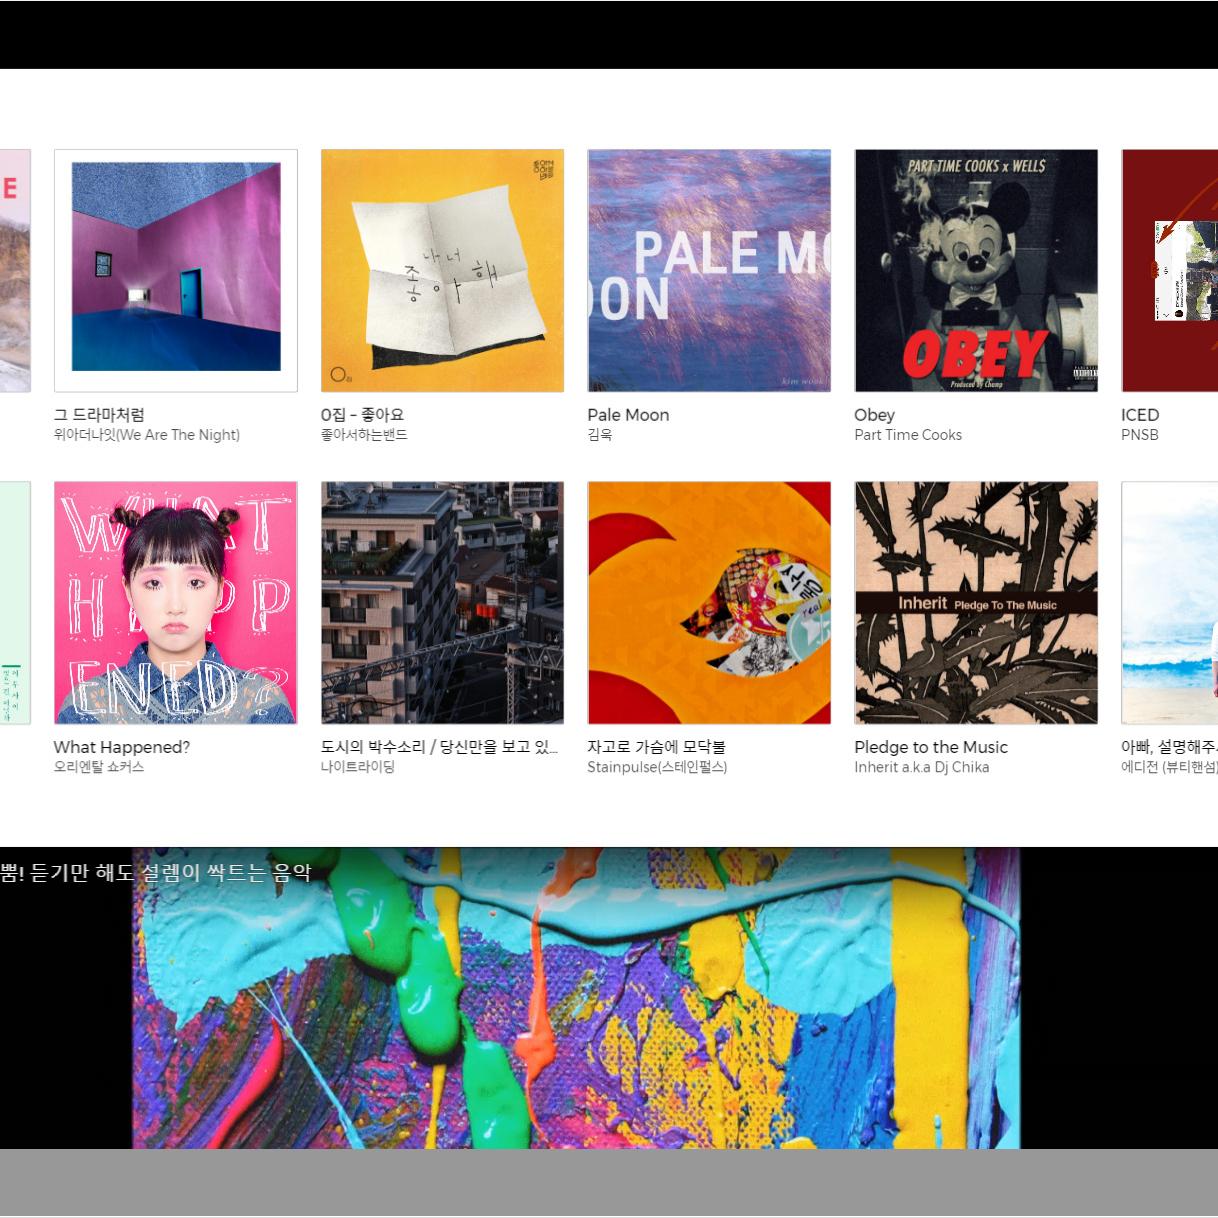 E
PART TIME COOKS x WELL$
나 너
좋 해
아
PALE MO
OON
kim wook
OBEY
Produced by Champ
그 드라마처럼
위아더나잇(We Are The Night)
0집 - 좋아요
좋아서하는밴드
Pale Moon
김욱
Obey
Part Time Cooks
ICED
PNSB
WHAT
HAPP
ENED?
Inherit Pledge To The Music
What Happened?
오리엔탈 쇼커스
도시의 박수소리 / 당신만을 보고 있...
나이트라이딩
자고로 가슴에 모닥불
Stainpulse(스테인펄스)
Pledge to the Music
Inherit a.k.a Dj Chika
아빠, 설명해주
에디전 (뷰티핸섬)
뿜! 듣기만 해도 설렘이 싹트는 음악